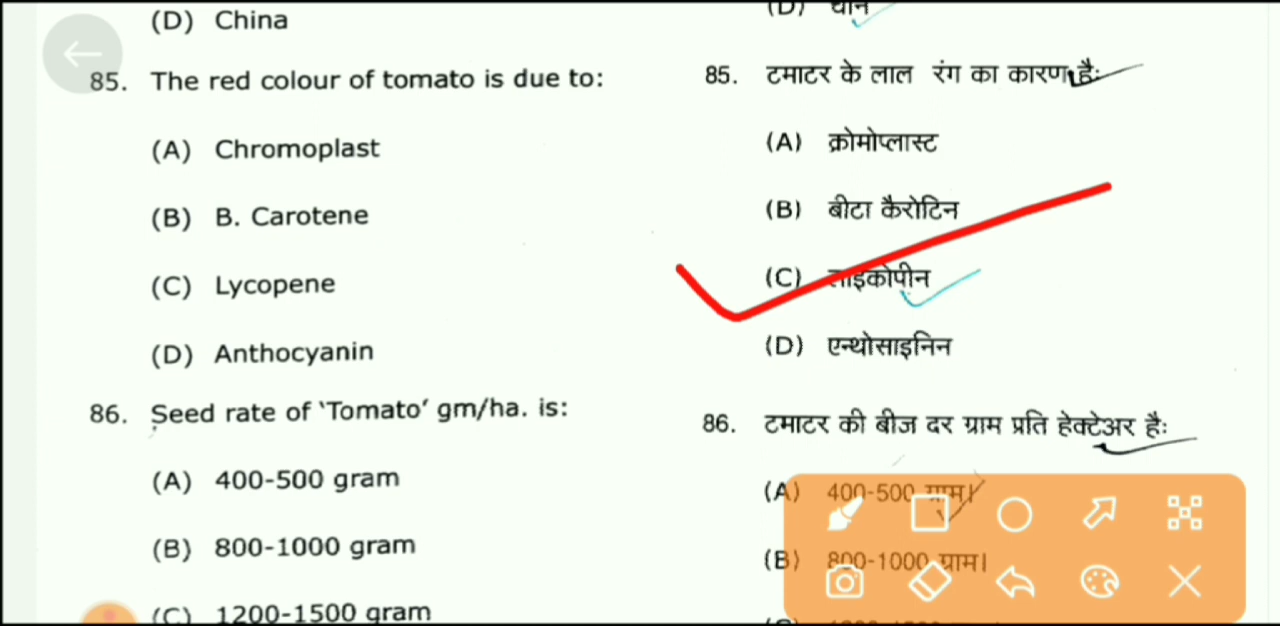 (D) China
85. The red colour of tomato is due to:
(A) Chromoplast
(B) B. Carotene
(C) Lycopene
(D) Anthocyanin
86. Seed rate of ‘Tomato’ gm/ha. is:
(A) 400-500 gram
(B) 800-1000 gram
(C) 1200-1500 gram
(D)
85. टमाटर के लाल रंग का कारण है:
(A) क्रोमोप्लास्ट
(B) बीटा कैरोटिन
(C) लाइकोपीन
(D) एन्थोसाइनिन
86. टमाटर की बीज दर ग्राम प्रति हेक्टेअर है:
(A) 400-500 ग्राम।
(B) 800-1000 ग्राम।